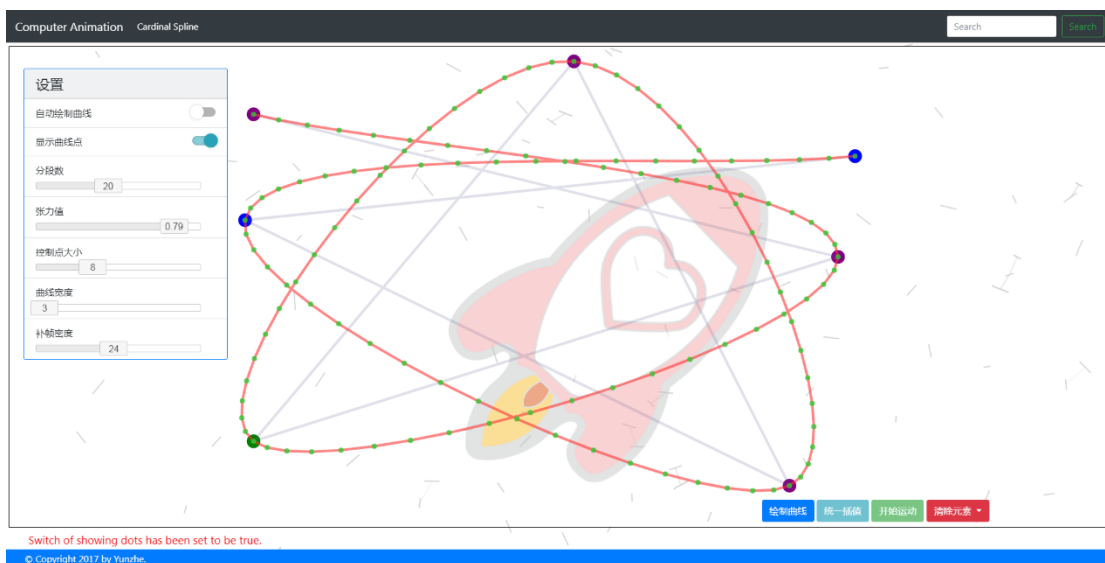 Computer Animation Cardinal Spline Search Search
设置
自动绘制曲线
显示曲线点
分段数
20
张力值
0.79
控制点大小
8
曲线宽度
3
补帧密度
24
绘制曲线 统一插值 开始运动 清除元素
Switch of showing dots has been set to be true.
© Copyright 2017 by Yunzhe.